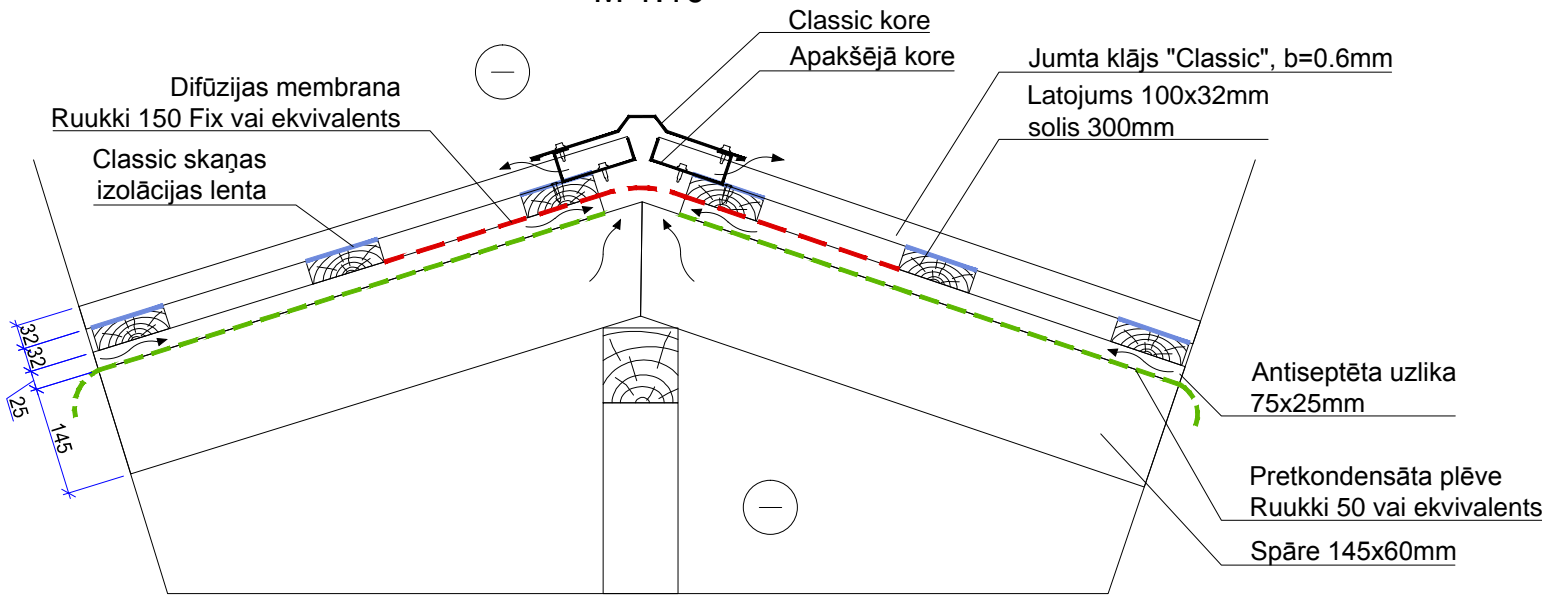 Classic kore
Apakšējā kore
Jumta klājs "Classic", b=0.6mm
Latojums 100x32mm
solis 300mm
Difūzijas membrana
Ruukki 150 Fix vai ekvivalents
Classic skaņas
izolācijas lenta
32
32
25
145
Antiseptēta uzlika
75x25mm
Pretkondensāta plēve
Ruukki 50 vai ekvivalents
Spāre 145x60mm